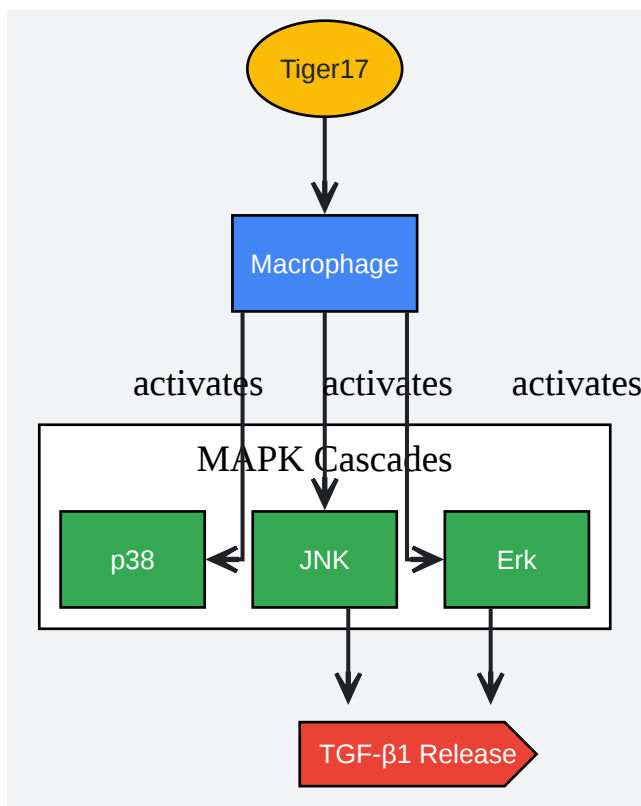 Tiger17
Macrophage
activates activates activates
MAPK Cascades
p38 JNK Erk
TGF-β1 Release